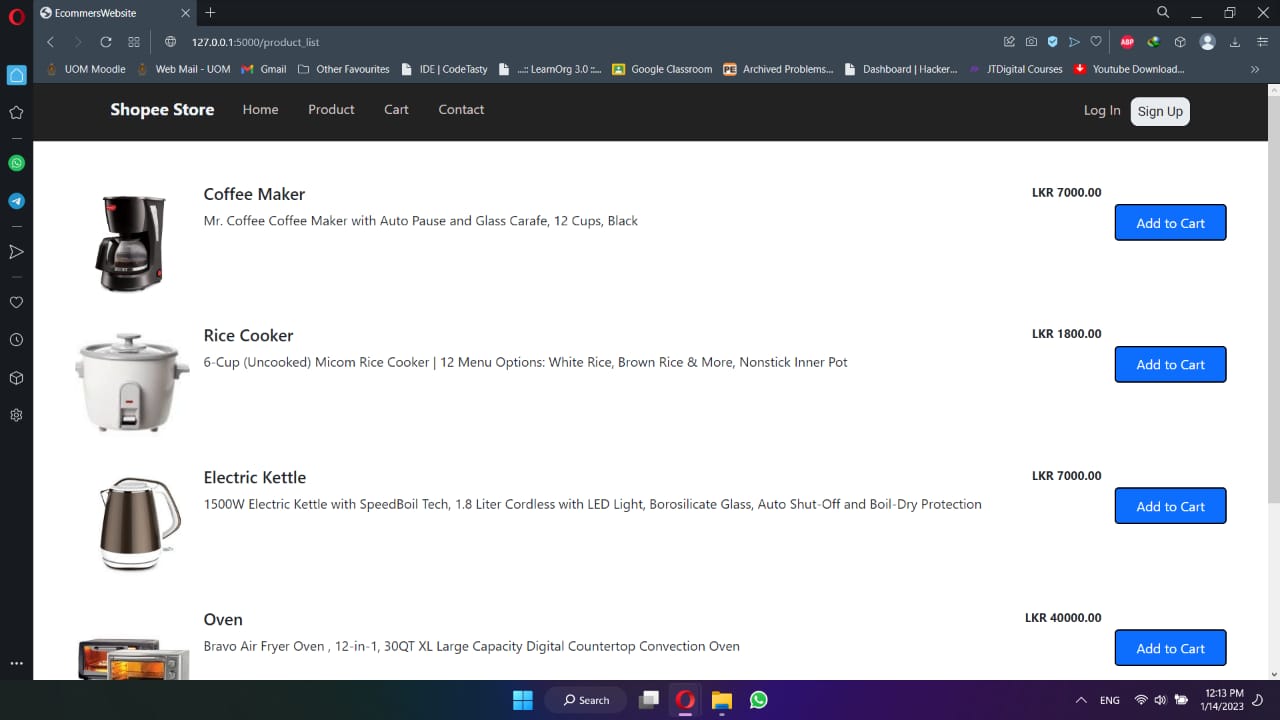 EcommersWebsite
127.0.0.1:5000/product_list
ABP
UOM Moodle
Web Mail - UOM
Gmail
Other Favourites
IDE | CodeTasty
...:: LearnOrg 3.0 ::...
Google Classroom
PE Archived Problems...
Dashboard | Hacker...
JTDigital Courses
Youtube Download...
Shopee Store
Home
Product
Cart
Contact
Log In
Sign Up
Coffee Maker
LKR 7000.00
Mr. Coffee Coffee Maker with Auto Pause and Glass Carafe, 12 Cups, Black
Add to Cart
Rice Cooker
LKR 1800.00
6-Cup (Uncooked) Micom Rice Cooker | 12 Menu Options: White Rice, Brown Rice & More, Nonstick Inner Pot
Add to Cart
Electric Kettle
LKR 7000.00
1500W Electric Kettle with SpeedBoil Tech, 1.8 Liter Cordless with LED Light, Borosilicate Glass, Auto Shut-Off and Boil-Dry Protection
Add to Cart
Oven
LKR 40000.00
Bravo Air Fryer Oven , 12-in-1, 30QT XL Large Capacity Digital Countertop Convection Oven
Add to Cart
Search
ENG
12:13 PM
1/14/2023